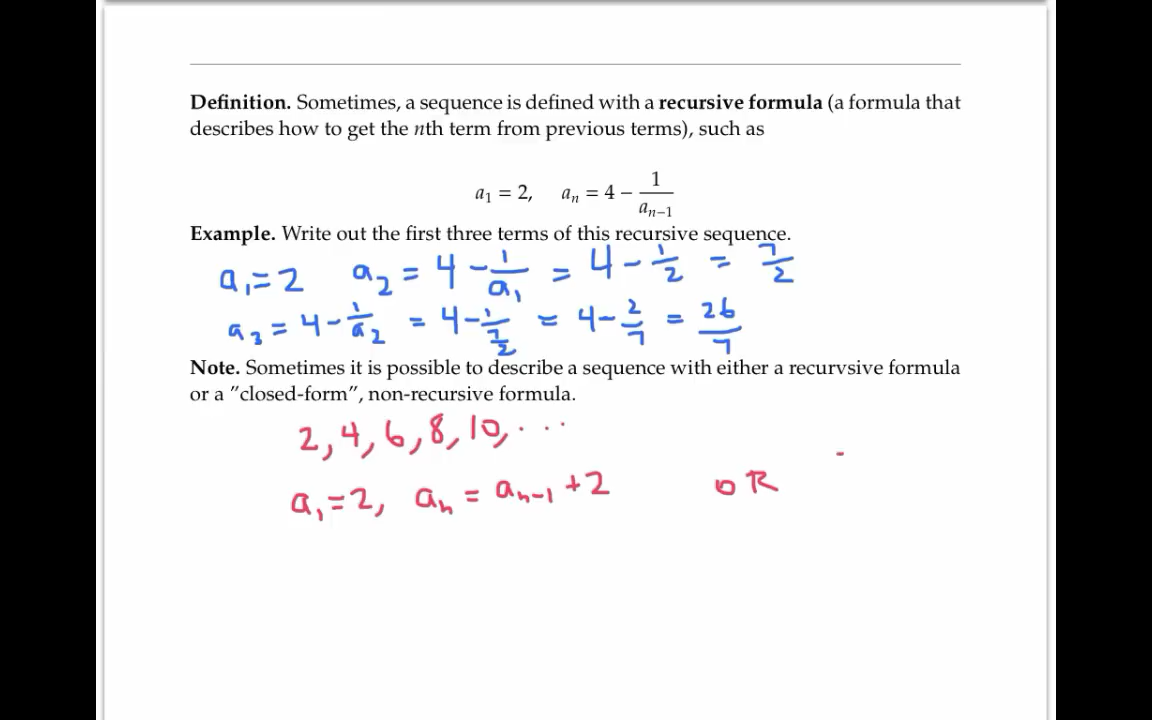 Definition. Sometimes, a sequence is defined with a recursive formula (a formula that
describes how to get the nth term from previous terms), such as
a₁ = 2, aₙ = 4 − 1/aₙ₋₁
Example. Write out the first three terms of this recursive sequence.
a₁ = 2 a₂ = 4 − 1/a₁ = 4 − 1/2 = 7/2
a₃ = 4 − 1/a₂ = 4 − 1/(7/2) = 4 − 2/7 = 26/7
Note. Sometimes it is possible to describe a sequence with either a recurvsive formula
or a ”closed-form”, non-recursive formula.
2, 4, 6, 8, 10, . . .
a₁ = 2, aₙ = aₙ₋₁ + 2 OR